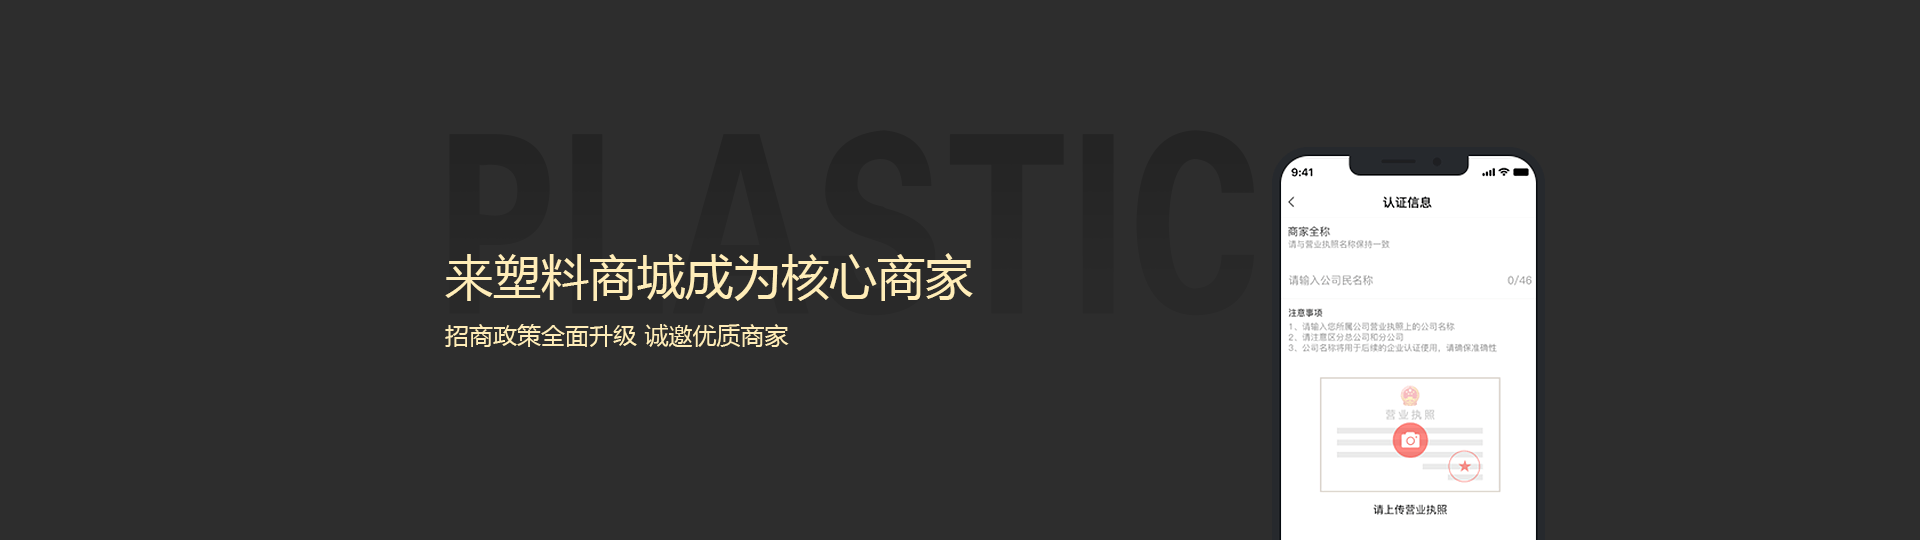 PLASTIC
来塑料商城成为核心商家
招商政策全面升级 诚邀优质商家
9:41
认证信息
商家全称
请与营业执照名称保持一致
请输入公司民名称 0/46
注意事项
1、请输入您所属公司营业执照上的公司名称
2、请注意区分总公司和分公司
3、公司名称将用于后续的企业认证使用，请确保准确性
营业执照
请上传营业执照